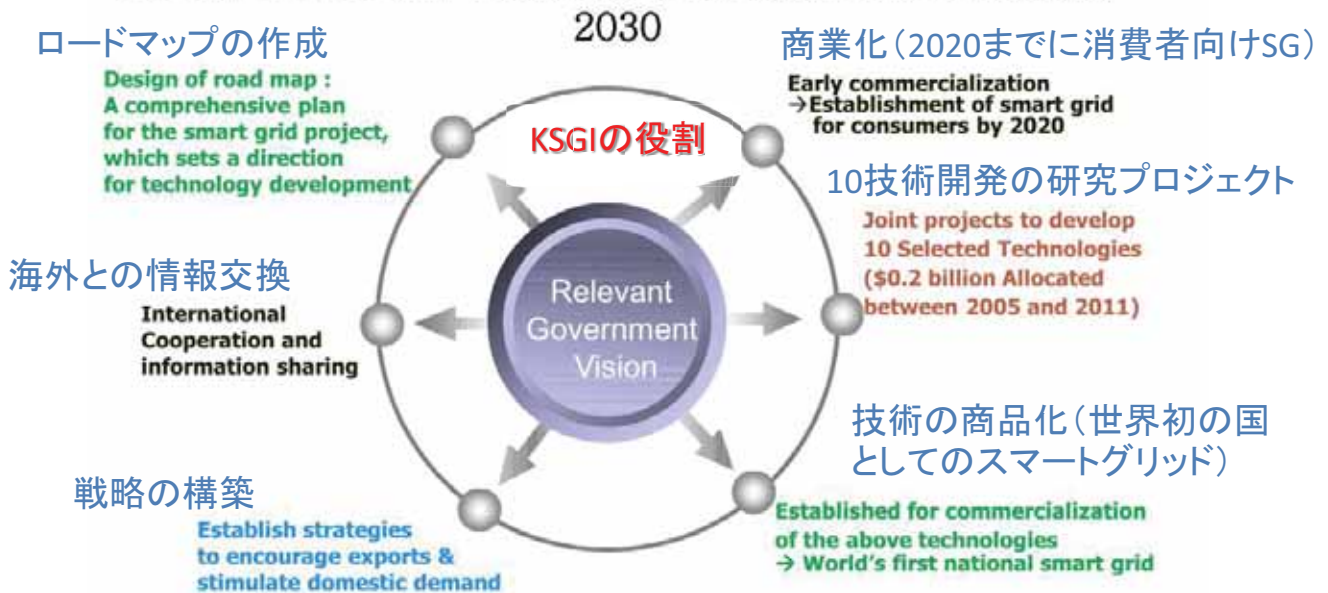 2030
ロードマップの作成
Design of road map :
A comprehensive plan
for the smart grid project,
which sets a direction
for technology development
商業化（2020までに消費者向けSG）
Early commercialization
→Establishment of smart grid
for consumers by 2020
KSGIの役割
10技術開発の研究プロジェクト
Joint projects to develop
10 Selected Technologies
($0.2 billion Allocated
between 2005 and 2011)
海外との情報交換
International
Cooperation and
information sharing
Relevant
Government
Vision
技術の商品化（世界初の国
としてのスマートグリッド）
Established for commercialization
of the above technologies
→ World's first national smart grid
戦略の構築
Establish strategies
to encourage exports &
stimulate domestic demand